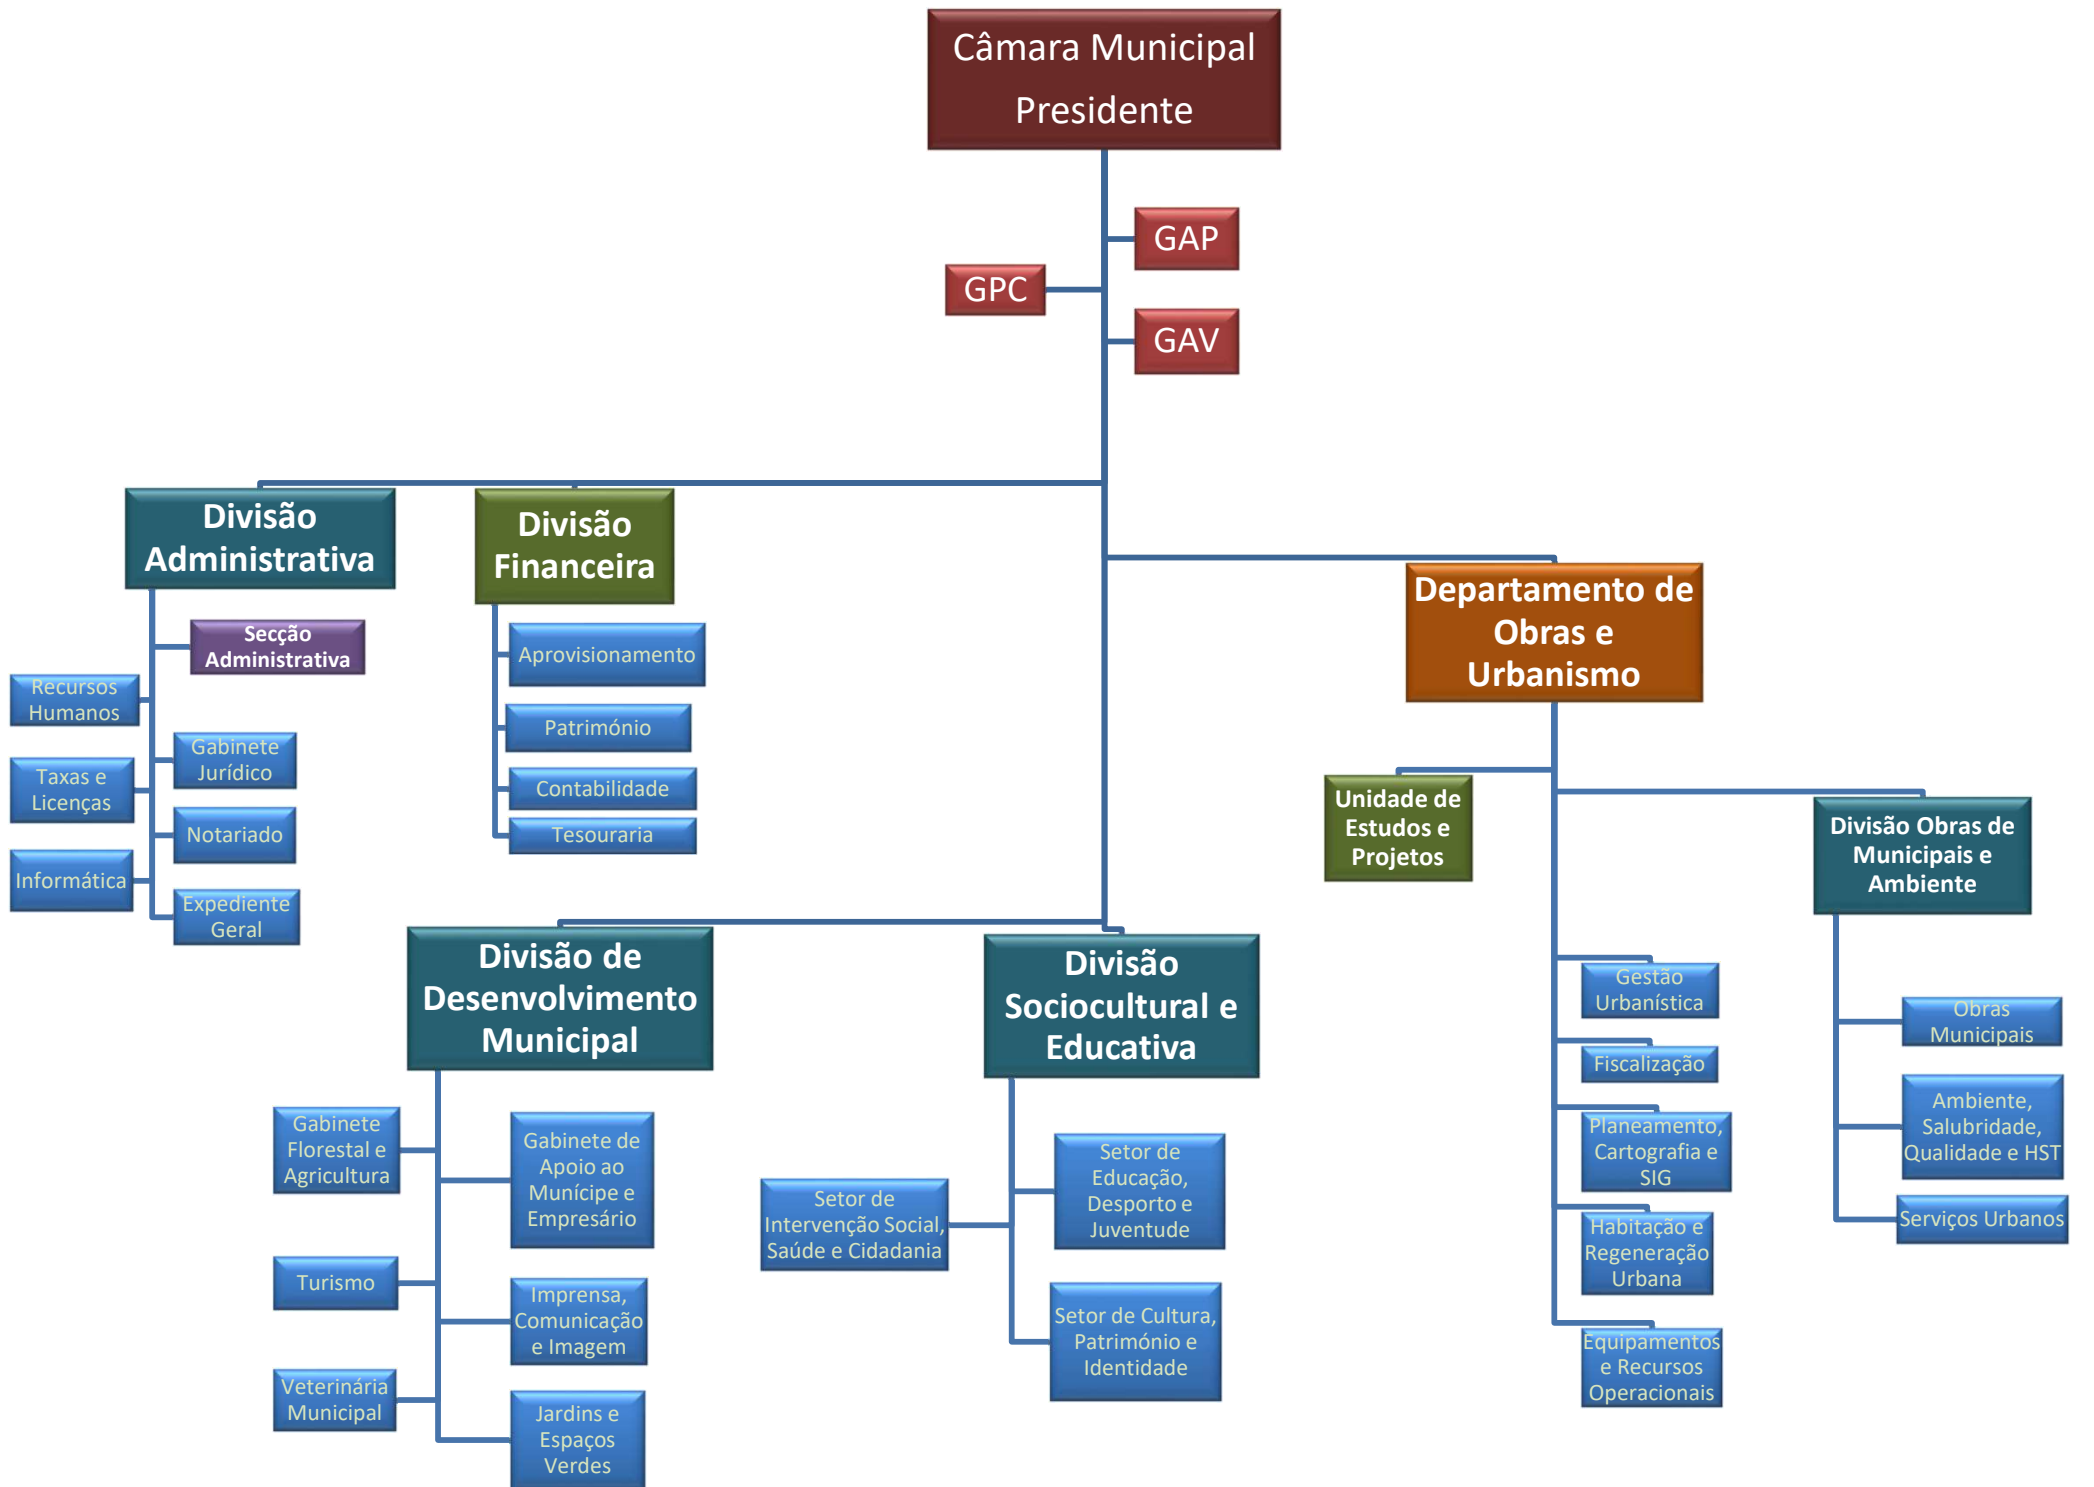 Câmara Municipal
Presidente
GAP
GPC
GAV
Divisão
Administrativa
Secção
Administrativa
Recursos
Humanos
Gabinete
Jurídico
Taxas e
Licenças
Notariado
Informática
Expediente
Geral
Divisão
Financeira
Aprovisionamento
Património
Contabilidade
Tesouraria
Divisão de
Desenvolvimento
Municipal
Gabinete
Florestal e
Agricultura
Gabinete de
Apoio ao
Munícipe e
Empresário
Turismo
Imprensa,
Comunicação
e Imagem
Veterinária
Municipal
Jardins e
Espaços
Verdes
Divisão
Sociocultural e
Educativa
Setor de
Educação,
Desporto e
Juventude
Setor de
Intervenção Social,
Saúde e Cidadania
Setor de Cultura,
Património e
Identidade
Departamento de
Obras e
Urbanismo
Unidade de
Estudos e
Projetos
Gestão
Urbanística
Fiscalização
Planeamento,
Cartografia e
SIG
Habitação e
Regeneração
Urbana
Equipamentos
e Recursos
Operacionais
Divisão Obras de
Municipais e
Ambiente
Obras
Municipais
Ambiente,
Salubridade,
Qualidade e HST
Serviços Urbanos